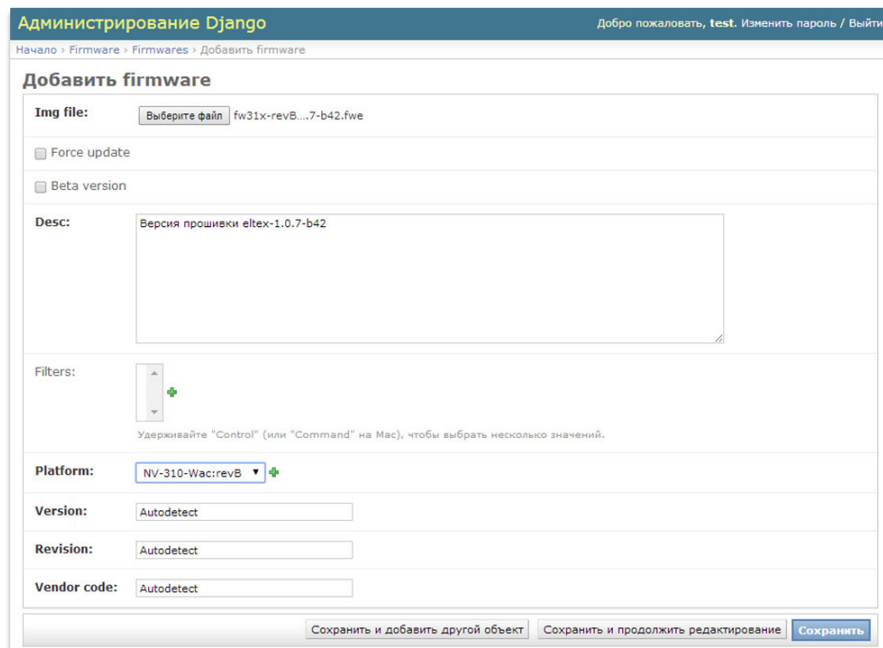 Администрирование Django
Добро пожаловать, test. Изменить пароль / Выйти
Начало › Firmware › Firmwares › Добавить firmware
Добавить firmware
Img file:
Выберите файл fw31x-revB....7-b42.fwe
Force update
Beta version
Desc:
Версия прошивки eltex-1.0.7-b42
Filters:
Удерживайте "Control" (или "Command" на Mac), чтобы выбрать несколько значений.
Platform:
NV-310-Wac:revB
Version:
Autodetect
Revision:
Autodetect
Vendor code:
Autodetect
Сохранить и добавить другой объект
Сохранить и продолжить редактирование
Сохранить